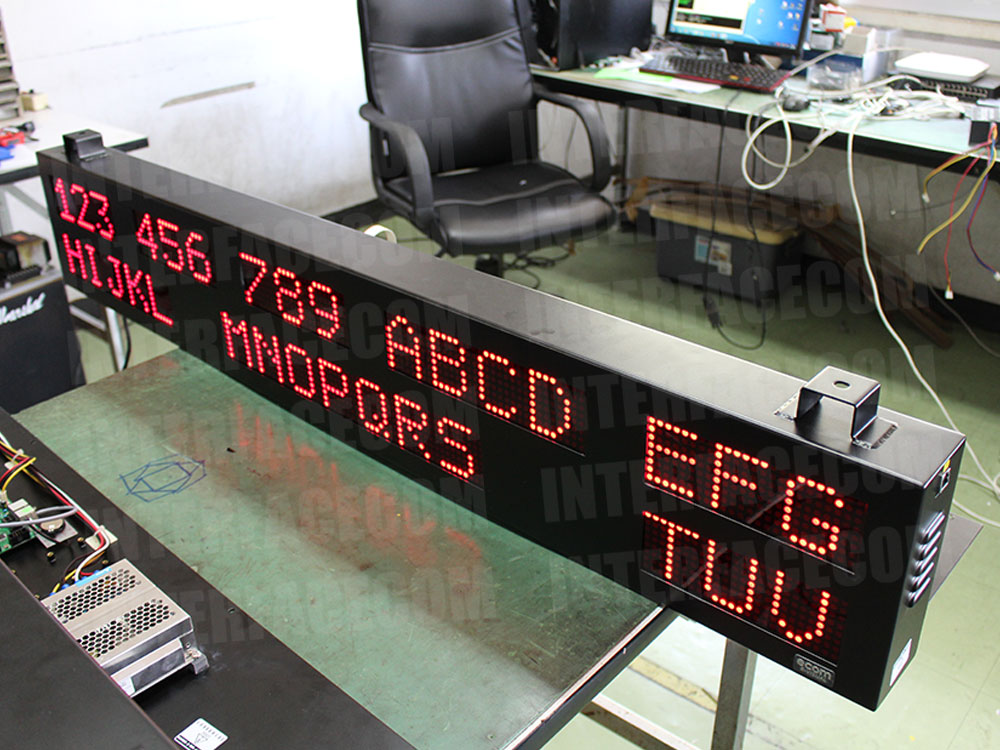 123 456 789 ABCD EFG
HIJKL MNOPQRS TUV
ecom
INTERFACECOM